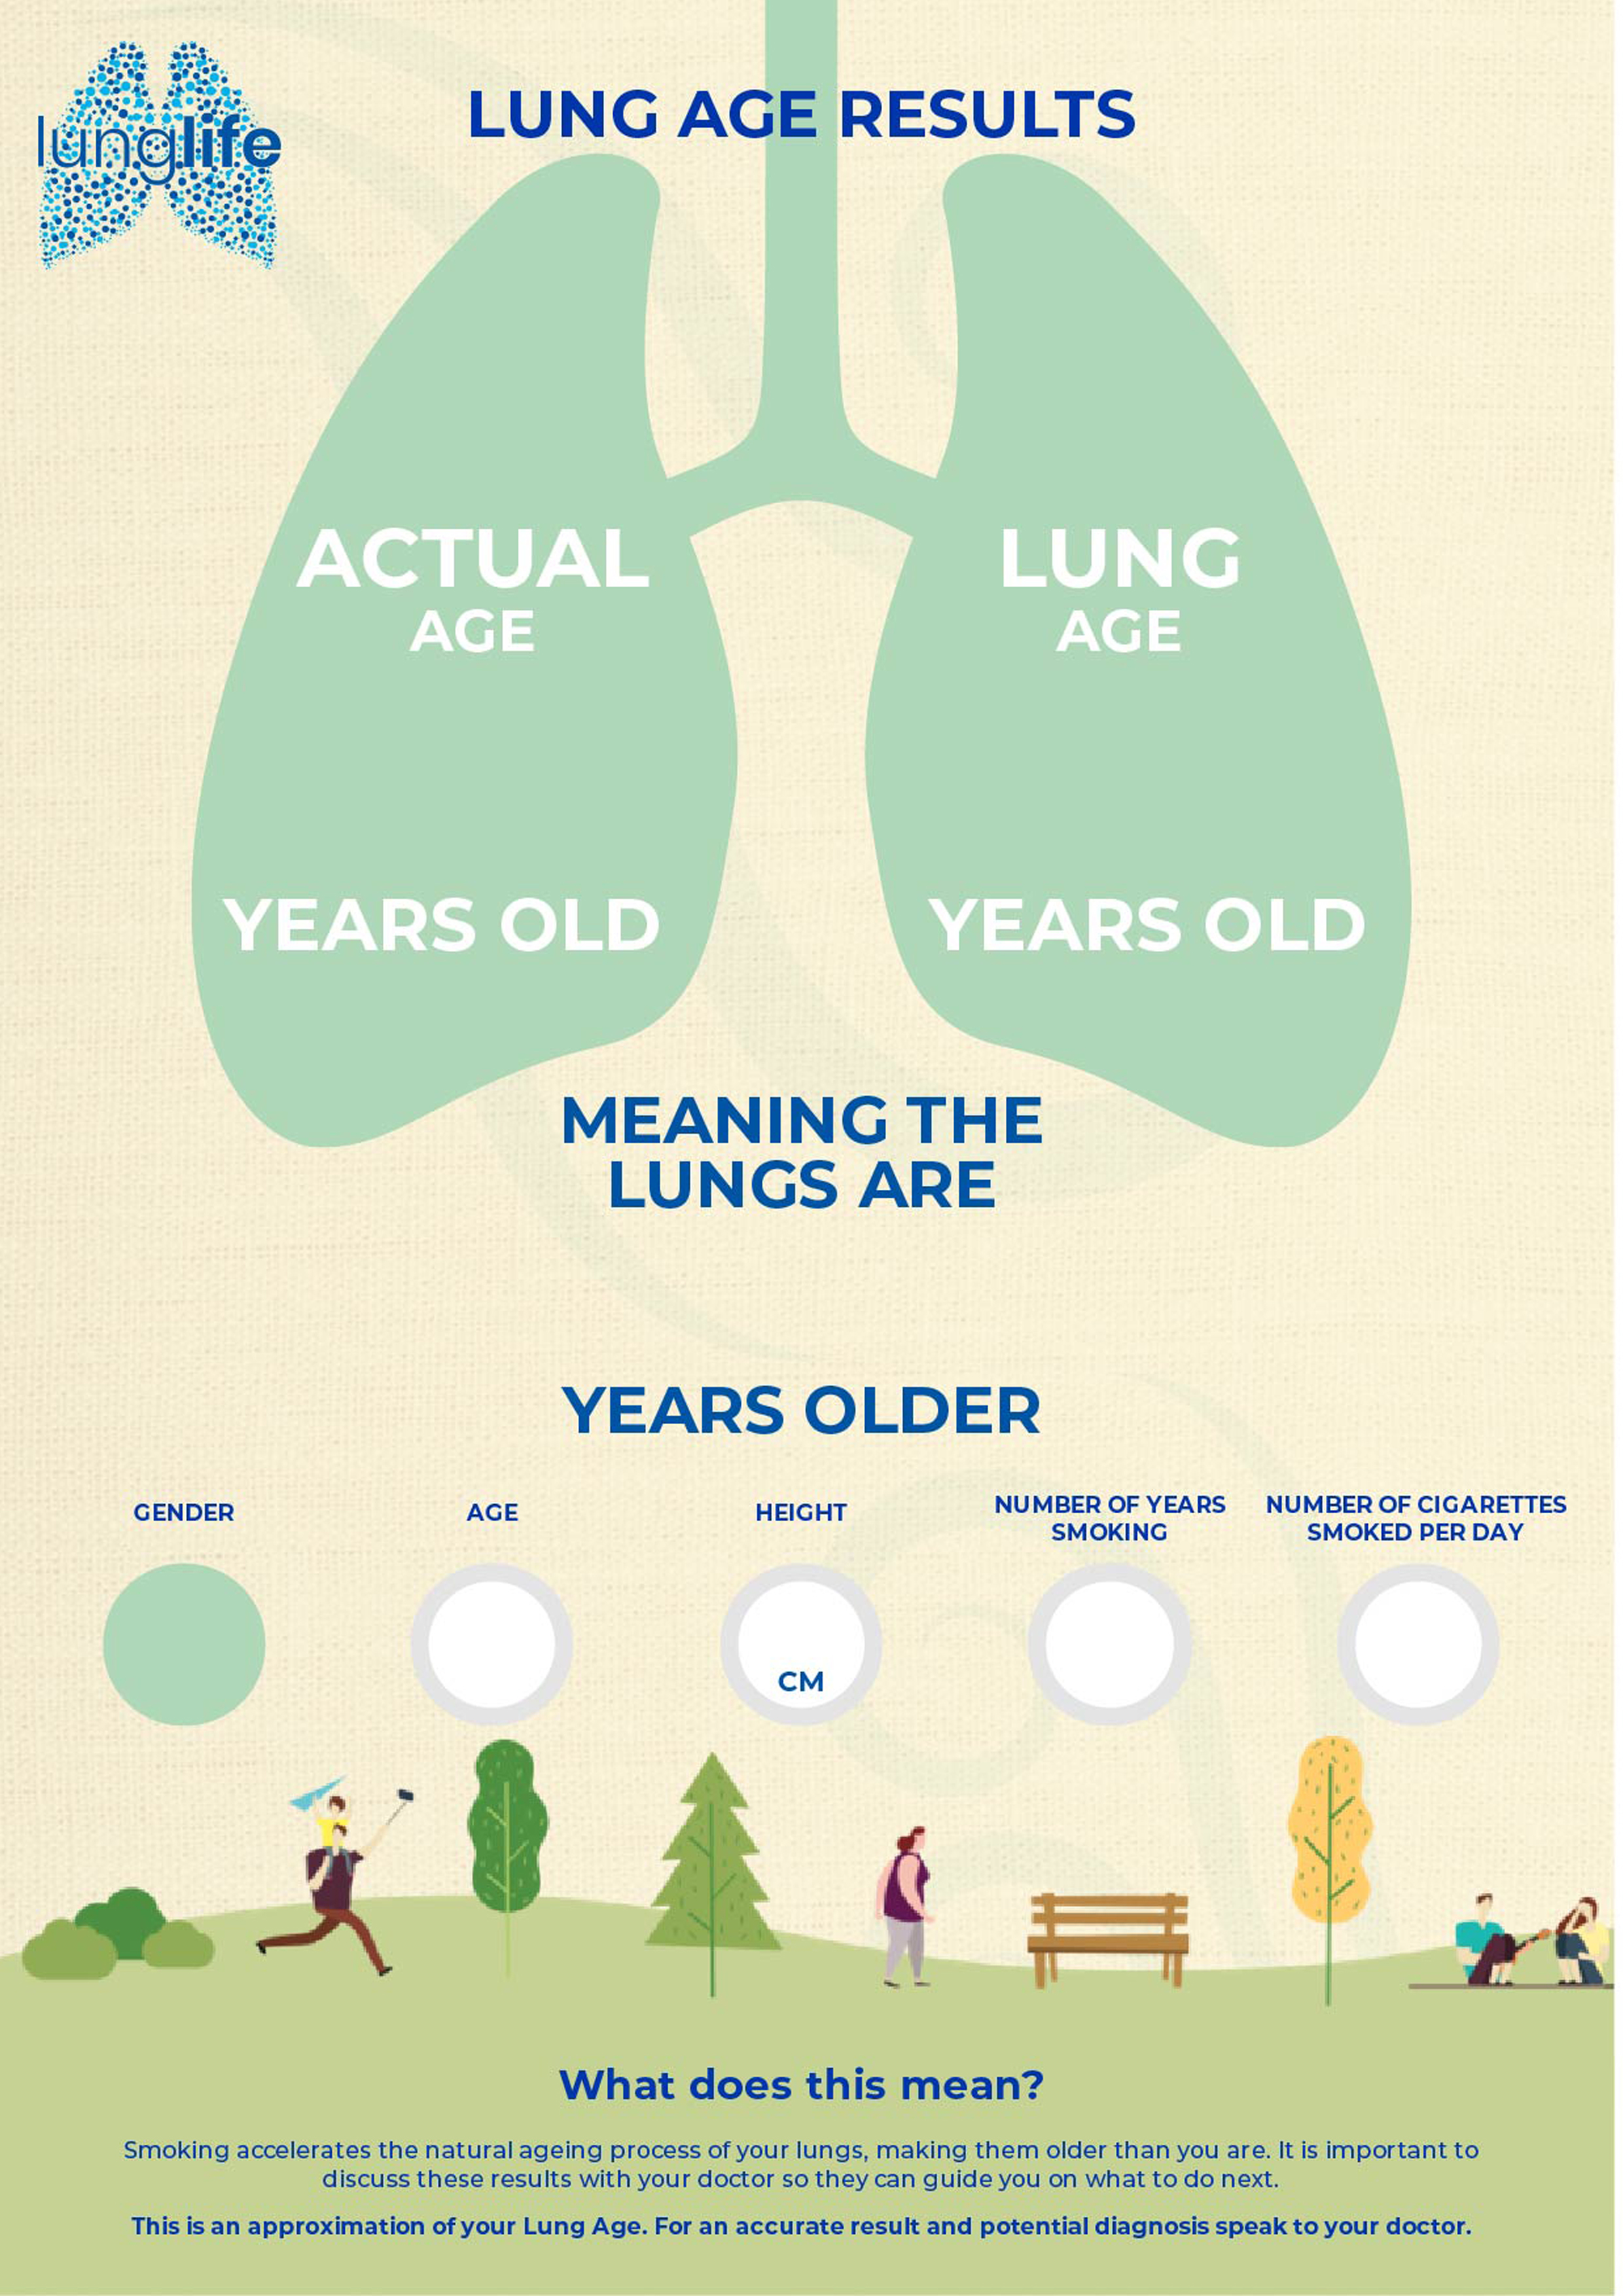 lunglife
LUNG AGE RESULTS
ACTUAL
AGE
YEARS OLD
LUNG
AGE
YEARS OLD
MEANING THE
LUNGS ARE
YEARS OLDER
GENDER
AGE
HEIGHT
CM
NUMBER OF YEARS
SMOKING
NUMBER OF CIGARETTES
SMOKED PER DAY
What does this mean?
Smoking accelerates the natural ageing process of your lungs, making them older than you are. It is important to
discuss these results with your doctor so they can guide you on what to do next.
This is an approximation of your Lung Age. For an accurate result and potential diagnosis speak to your doctor.